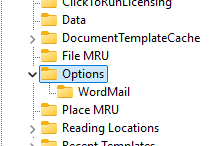 ClickToRunLicensing
Data
DocumentTemplateCache
File MRU
Options
WordMail
Place MRU
Reading Locations
Recent Templates